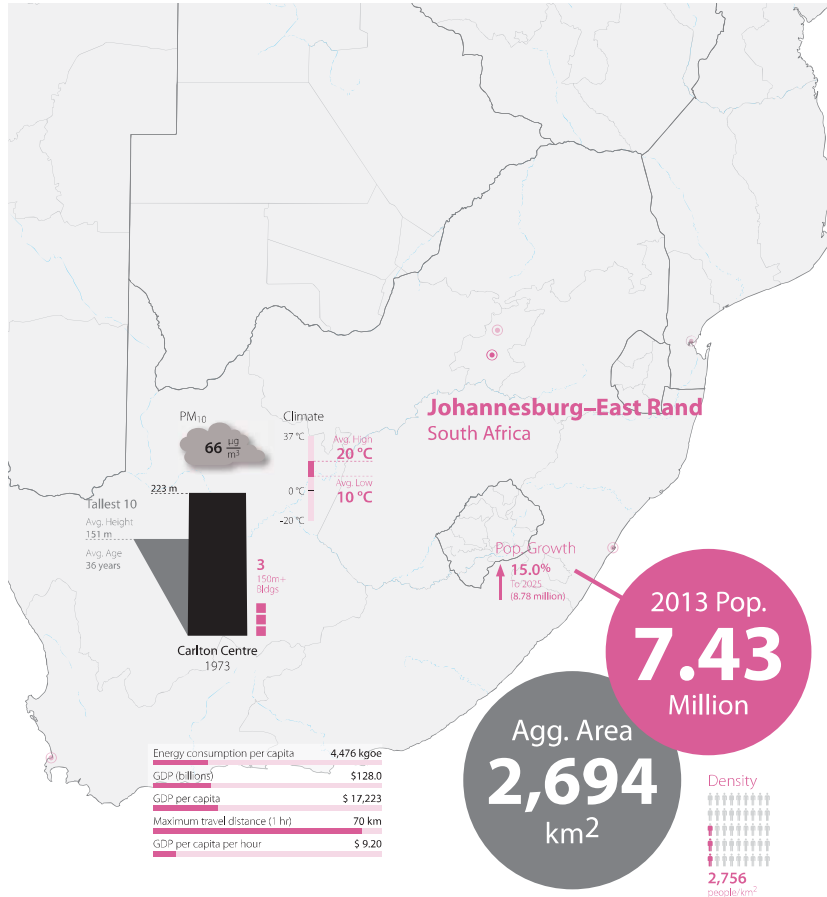 Johannesburg–East Rand
South Africa
PM10
66 µg
m3
Climate
37 °C
0 °C
-20 °C
Avg. High
20 °C
Avg. Low
10 °C
223 m
Tallest 10
Avg. Height
151 m
Avg. Age
36 years
3
150m+
Bldgs
Carlton Centre
1973
Pop. Growth
15.0%
To 2025
(8.78 million)
2013 Pop.
7.43
Million
Agg. Area
2,694
km2
Energy consumption per capita 4,476 kgoe
GDP (billions) $128.0
GDP per capita $ 17,223
Maximum travel distance (1 hr) 70 km
GDP per capita per hour $ 9.20
Density
2,756
people/km2